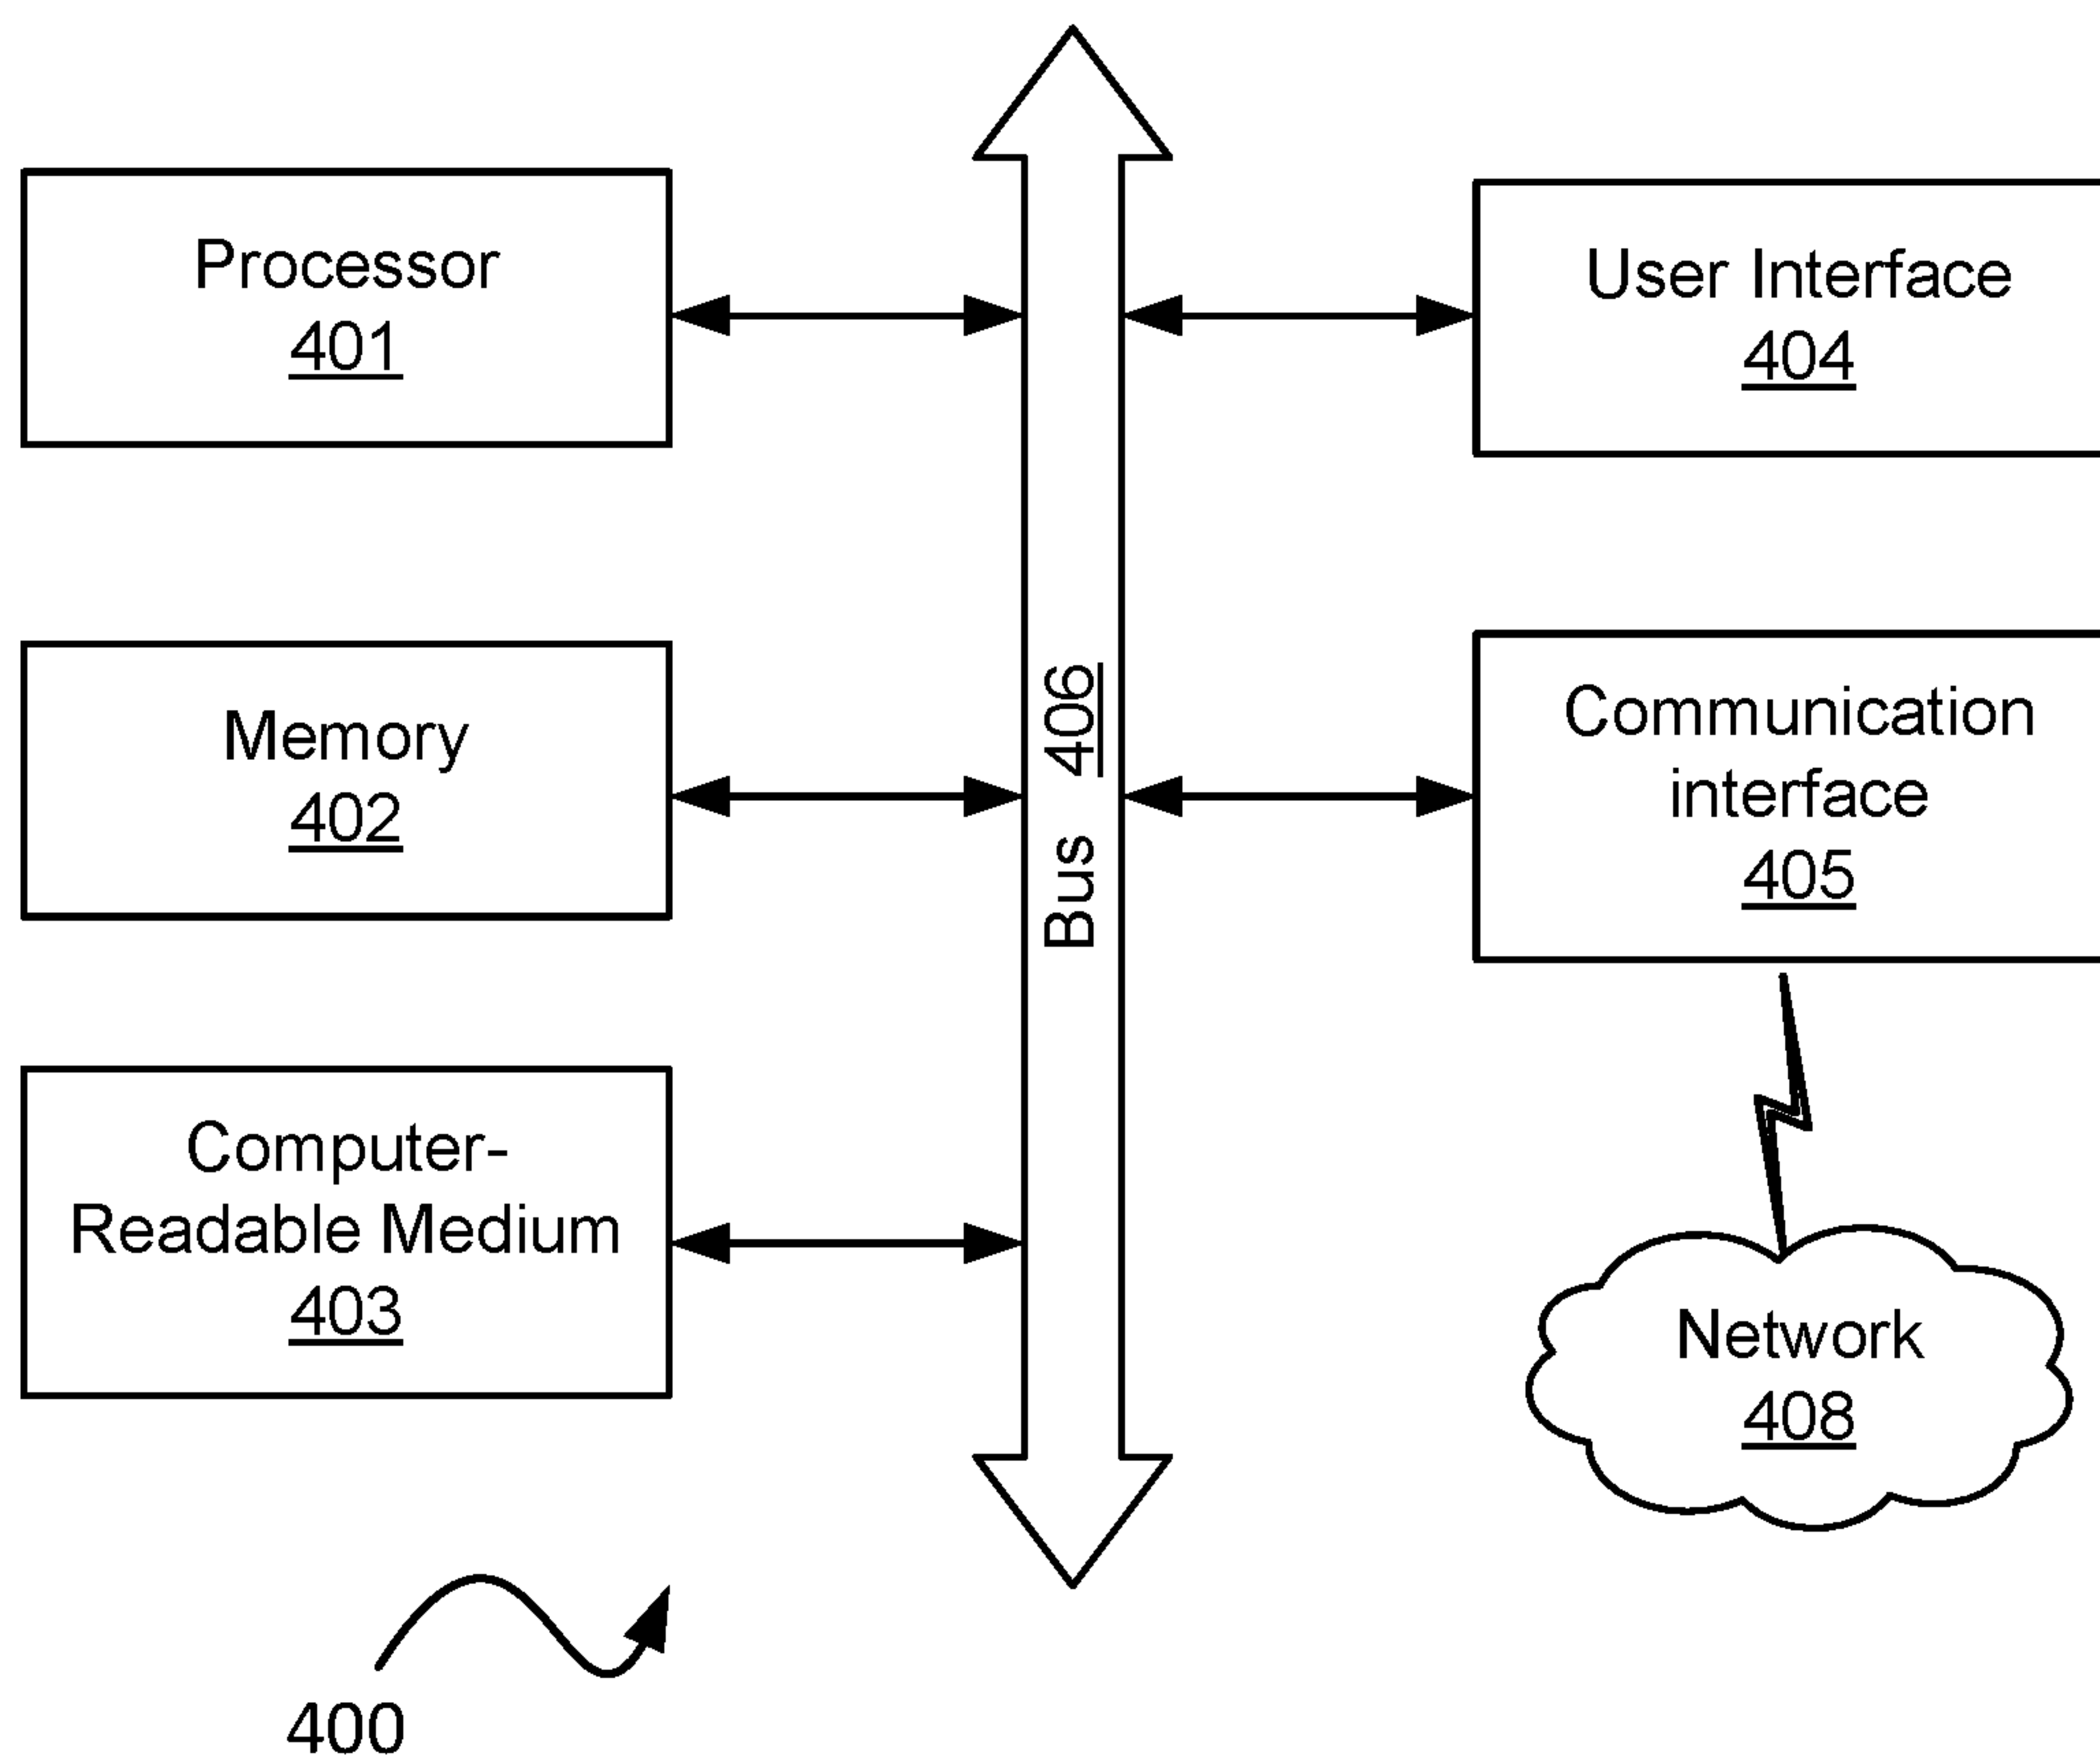 Processor
401
Memory
402
Computer-
Readable Medium
403
Bus 406
User Interface
404
Communication
interface
405
Network
408
400